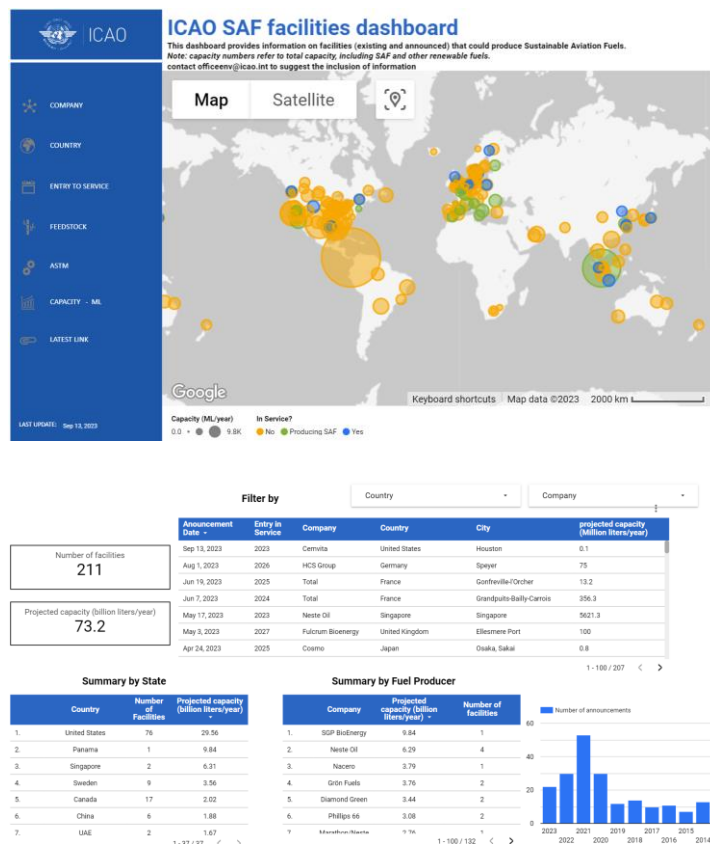 ICAO
ICAO SAF facilities dashboard
This dashboard provides information on facilities (existing and announced) that could produce Sustainable Aviation Fuels.
Note: capacity numbers refer to total capacity, including SAF and other renewable fuels.
contact officeenv@icao.int to suggest the inclusion of information
Map Satellite
COMPANY
COUNTRY
ENTRY TO SERVICE
FEEDSTOCK
ASTM
CAPACITY - ML
LATEST LINK
LAST UPDATE: Sep 13, 2023
Google
Keyboard shortcuts Map data ©2023 2000 km
Capacity (ML/year) In Service?
0.0 9.8K No Producing SAF Yes
Filter by Country Company
Anouncement Date Entry in Service Company Country City projected capacity (Million liters/year)
Sep 13, 2023 2023 Cemvita United States Houston 0.1
Aug 1, 2023 2026 HCS Group Germany Speyer 75
Jun 19, 2023 2025 Total France Gonfreville-l'Orcher 13.2
Jun 7, 2023 2024 Total France Grandpuits-Bailly-Carrois 356.3
May 17, 2023 2023 Neste Oil Singapore Singapore 5621.3
May 3, 2023 2027 Fulcrum Bioenergy United Kingdom Ellesmere Port 100
Apr 24, 2023 2025 Cosmo Japan Osaka, Sakai 0.8
1 - 100 / 207
Number of facilities
211
Projected capacity (billion liters/year)
73.2
Summary by State
Country Number of Facilities Projected capacity (billion liters/year)
1. United States 76 29.56
2. Panama 1 9.84
3. Singapore 2 6.31
4. Sweden 9 3.56
5. Canada 17 2.02
6. China 6 1.88
7. UAE 2 1.67
1 - 37 / 37
Summary by Fuel Producer
Company Projected capacity (billion liters/year) Number of facilities
1. SGP BioEnergy 9.84 1
2. Neste Oil 6.29 4
3. Nacero 3.79 1
4. Grön Fuels 3.76 2
5. Diamond Green 3.44 2
6. Phillips 66 3.08 2
7. Marathon/Neste 2.76 1
1 - 100 / 132
Number of announcements
60
40
20
0
2023 2021 2019 2017 2015
2022 2020 2018 2016 2014